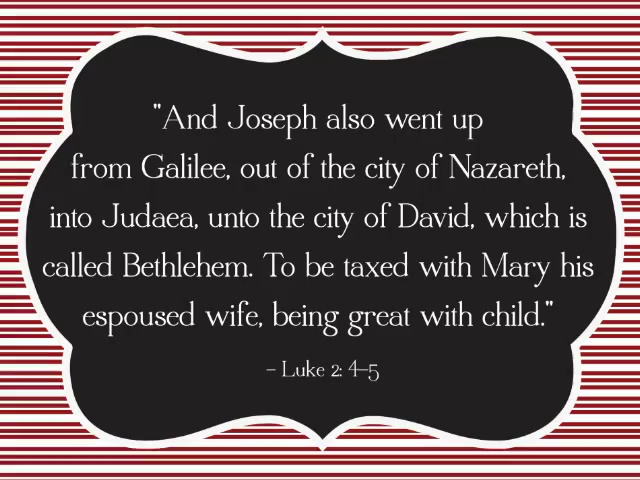 "And Joseph also went up
from Galilee, out of the city of Nazareth,
into Judaea, unto the city of David, which is
called Bethlehem. To be taxed with Mary his
espoused wife, being great with child."
- Luke 2: 4-5